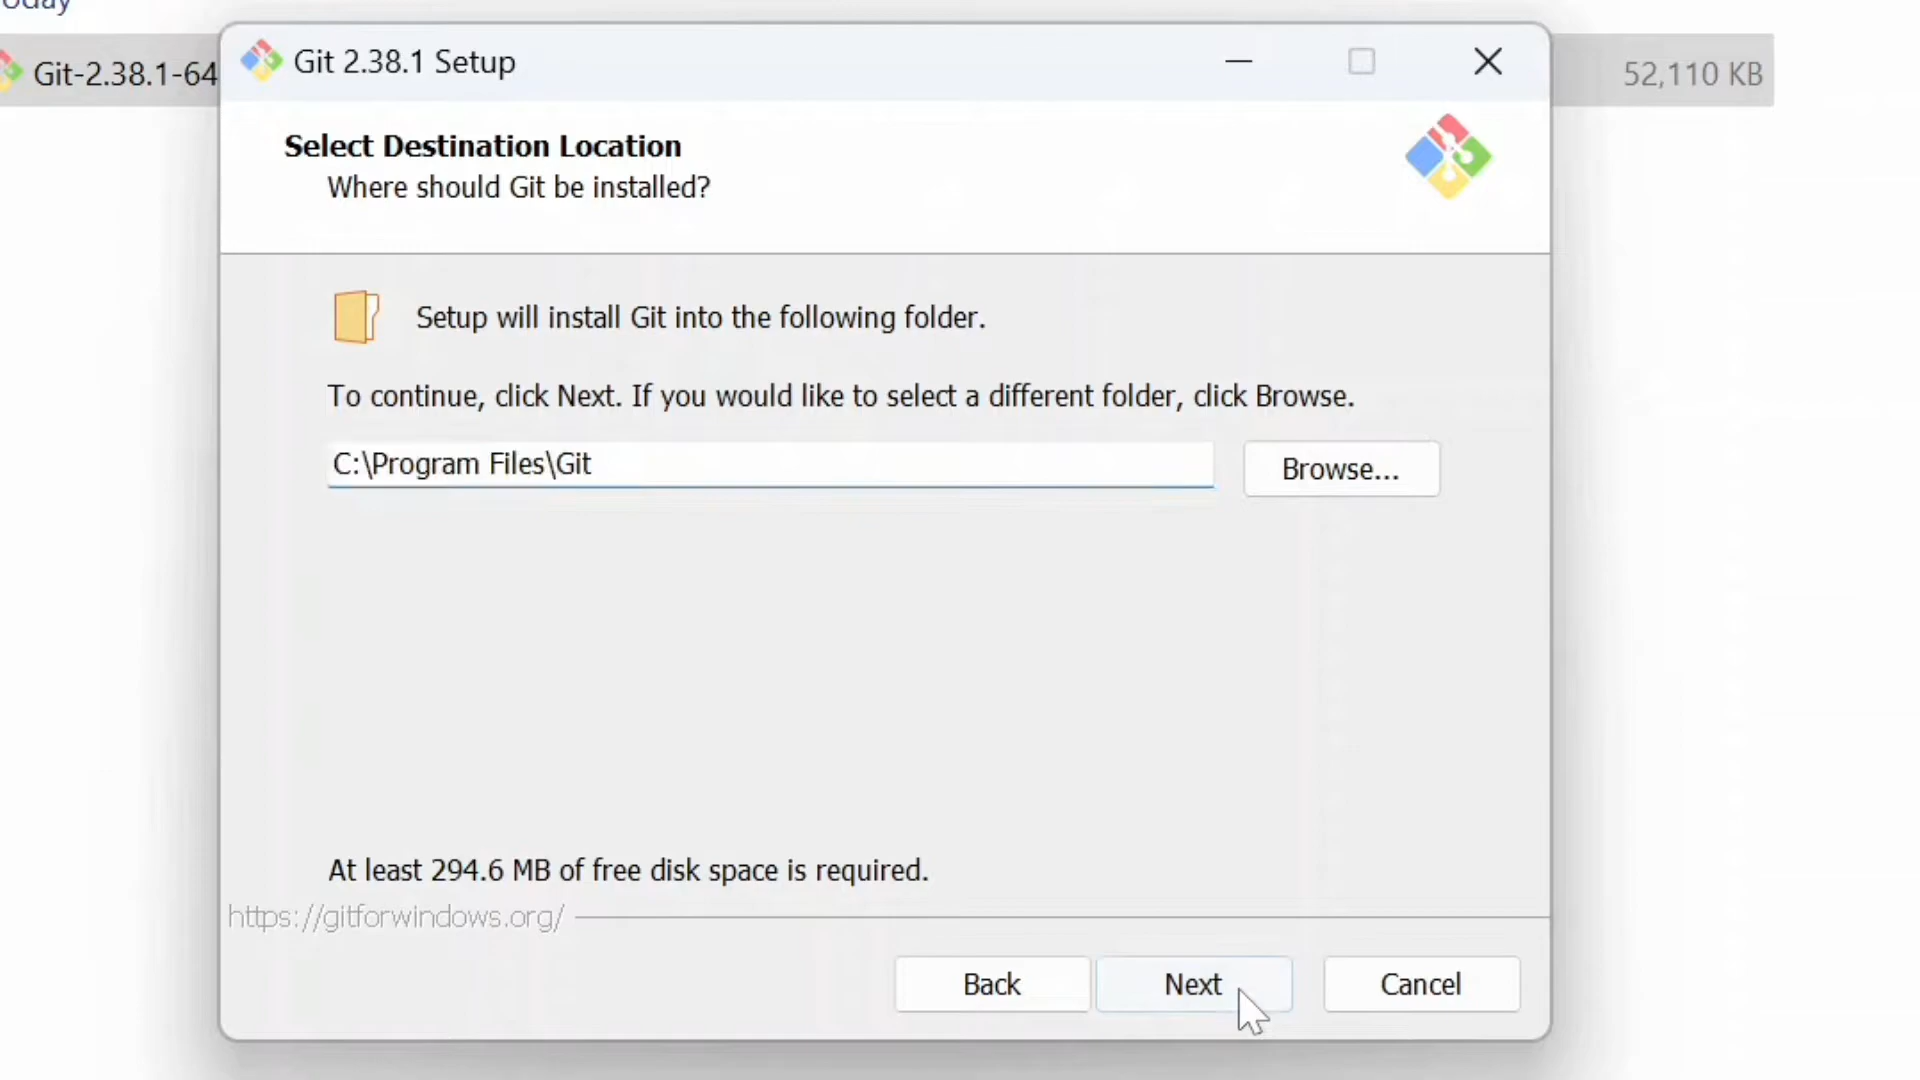 Git-2.38.1-64
52,110 KB
Git 2.38.1 Setup
Select Destination Location
Where should Git be installed?
Setup will install Git into the following folder.
To continue, click Next. If you would like to select a different folder, click Browse.
C:\Program Files\Git
Browse...
At least 294.6 MB of free disk space is required.
https://gitforwindows.org/
Back
Next
Cancel